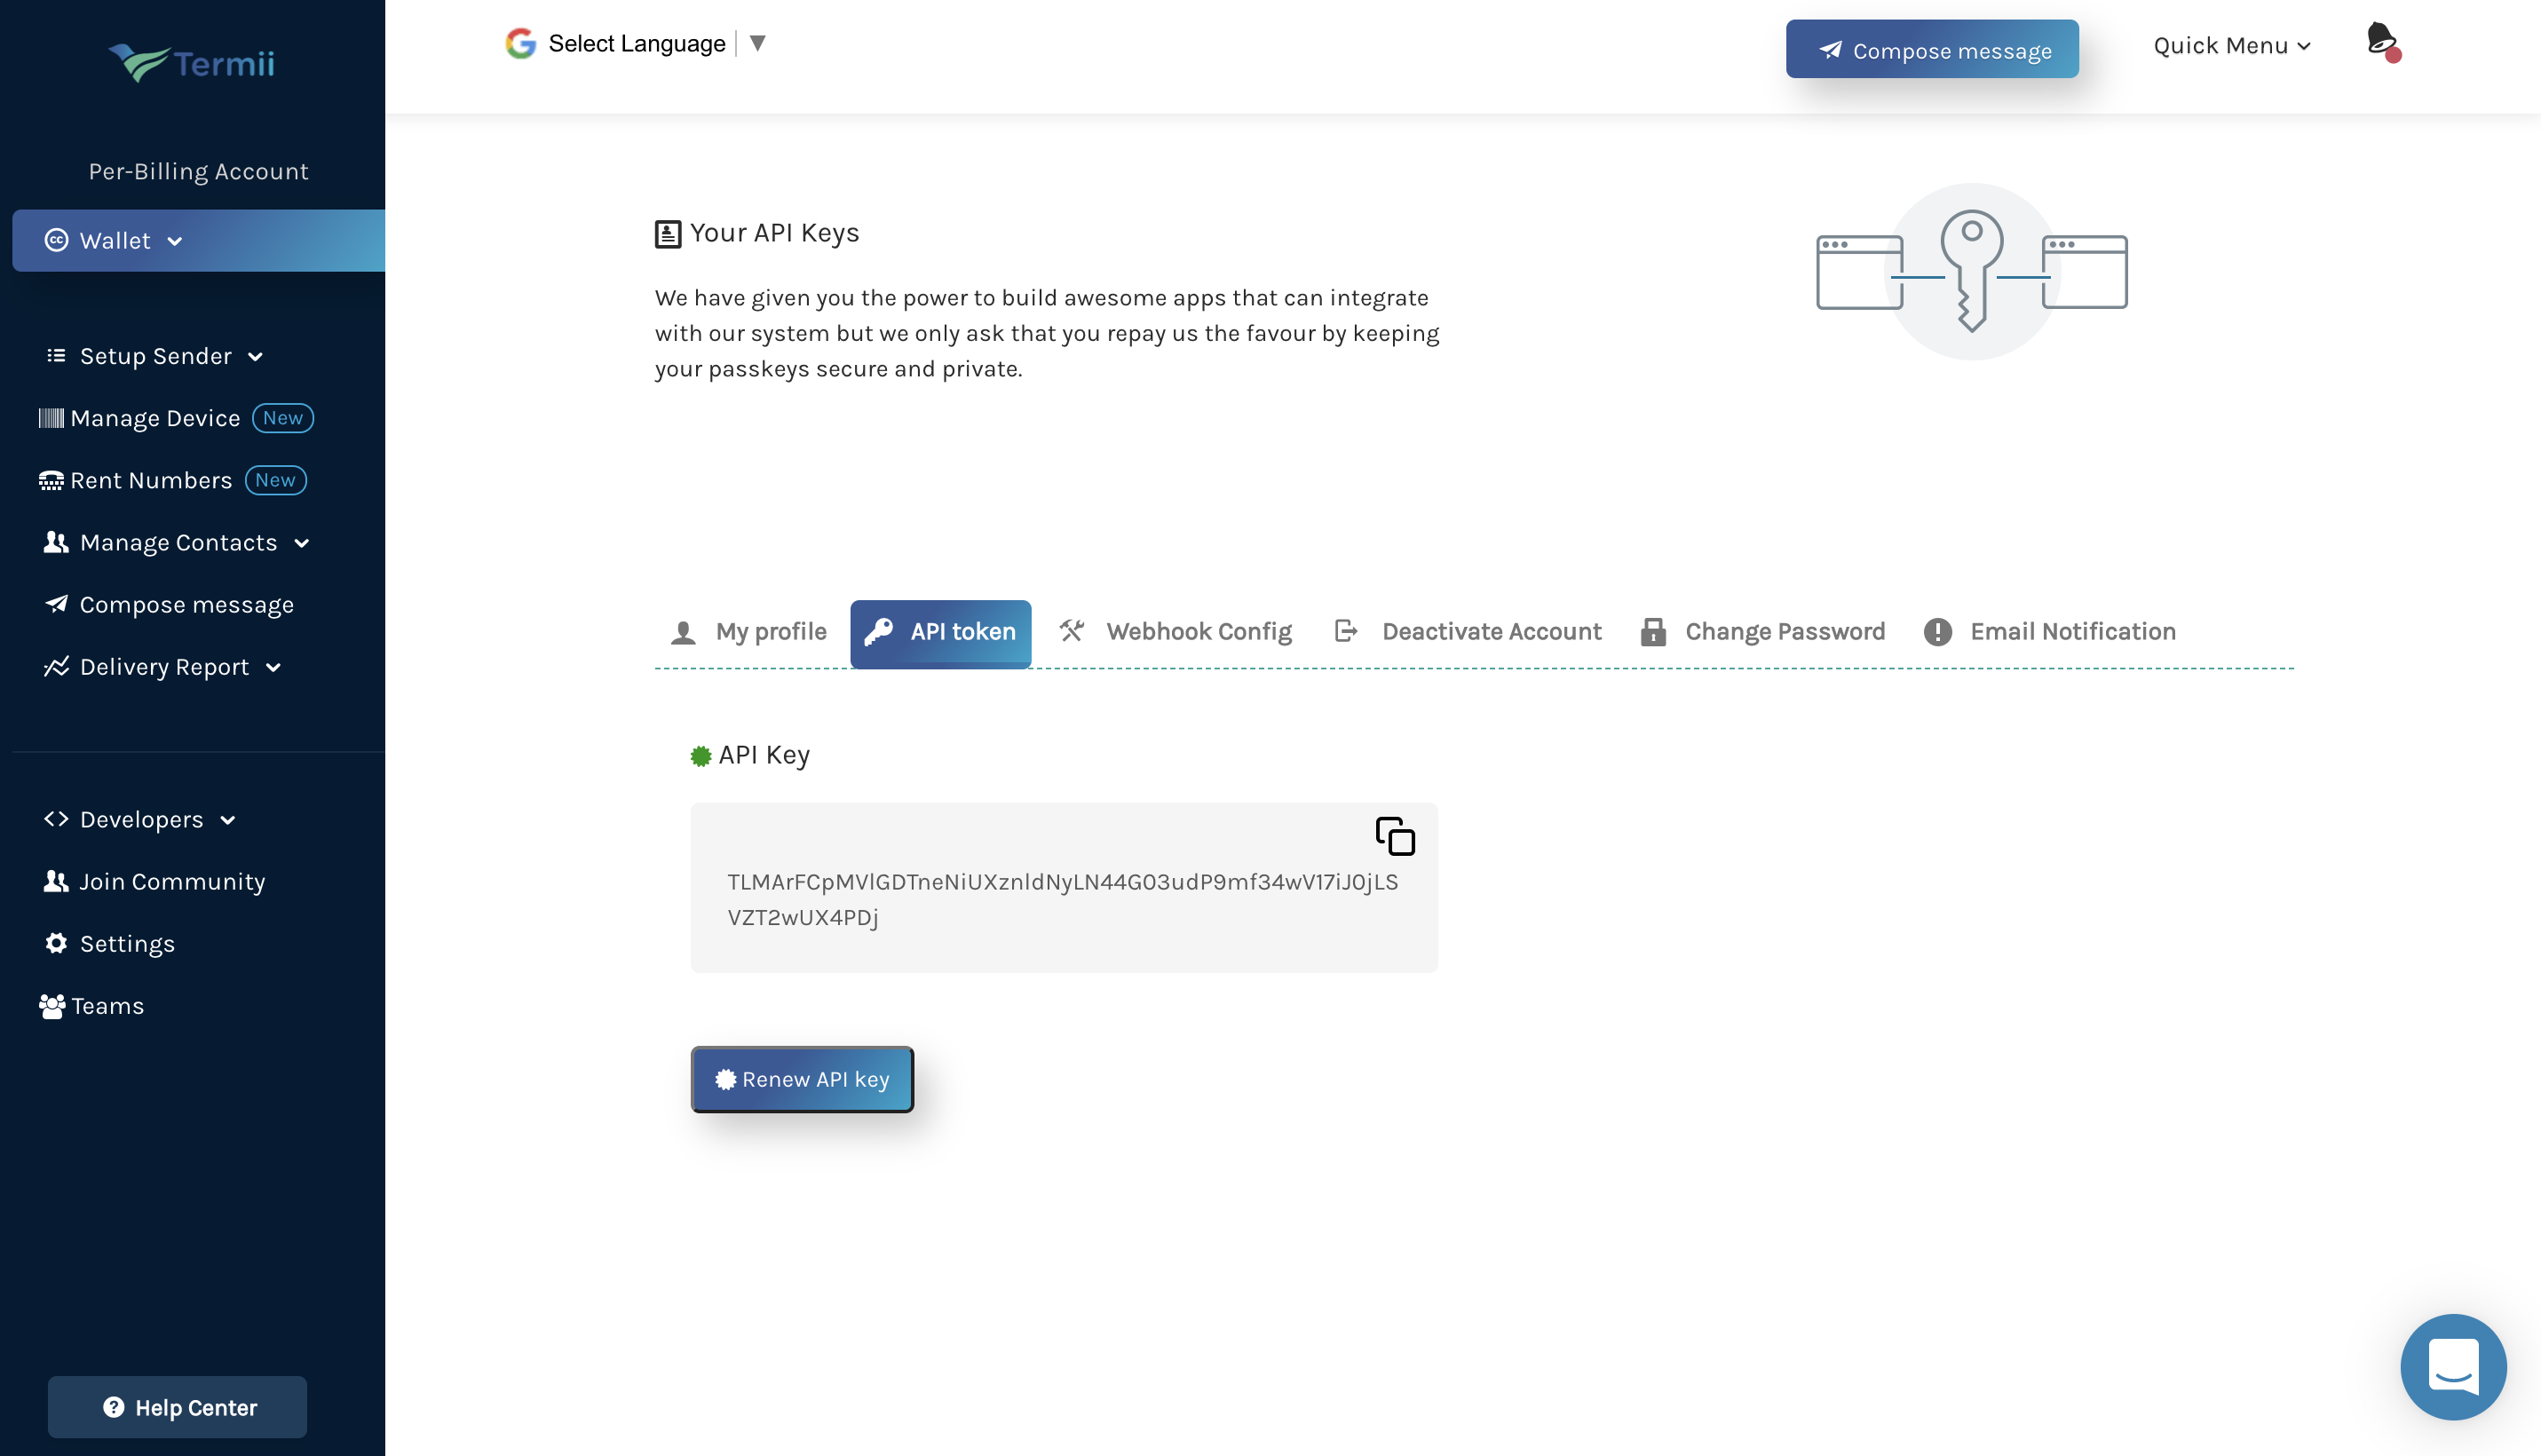 Termii
Select Language ▼
Compose message
Quick Menu
Per-Billing Account
Wallet
Setup Sender
Manage Device New
Rent Numbers New
Manage Contacts
Compose message
Delivery Report
Developers
Join Community
Settings
Teams
Help Center
Your API Keys
We have given you the power to build awesome apps that can integrate
with our system but we only ask that you repay us the favour by keeping
your passkeys secure and private.
My profile
API token
Webhook Config
Deactivate Account
Change Password
Email Notification
API Key
TLMArFCpMVlGDTneNiUXznldNyLN44G03udP9mf34wV17iJ0jLS
VZT2wUX4PDj
Renew API key